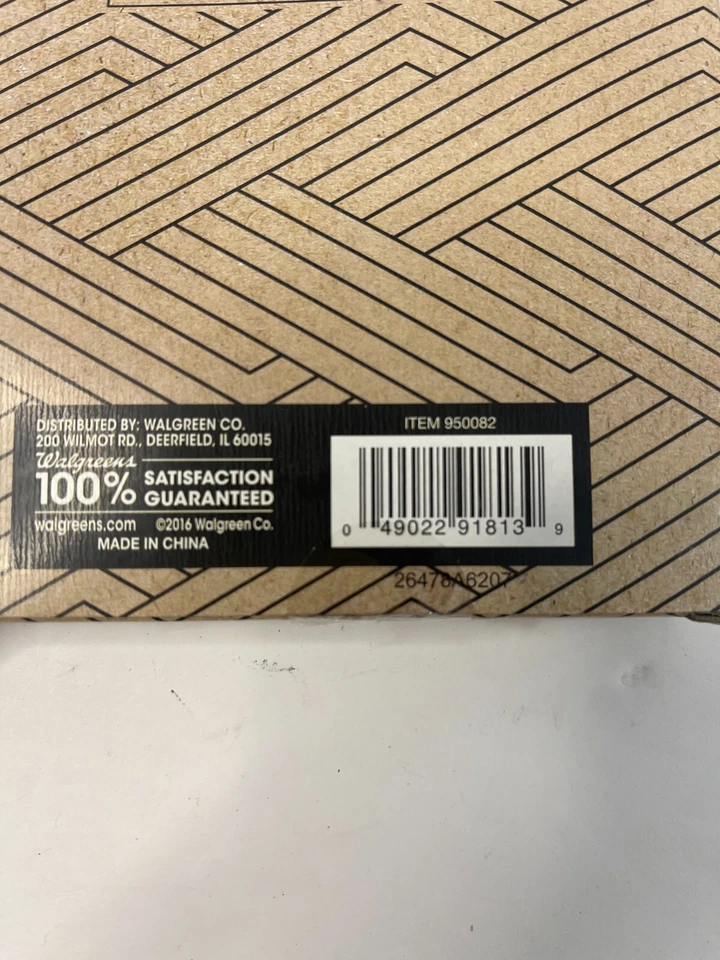 DISTRIBUTED BY: WALGREEN CO.
200 WILMOT RD., DEERFIELD, IL 60015
Walgreens
100% SATISFACTION GUARANTEED
walgreens.com ©2016 Walgreen Co.
MADE IN CHINA
ITEM 950082
0 49022 91813 9
26478A6207